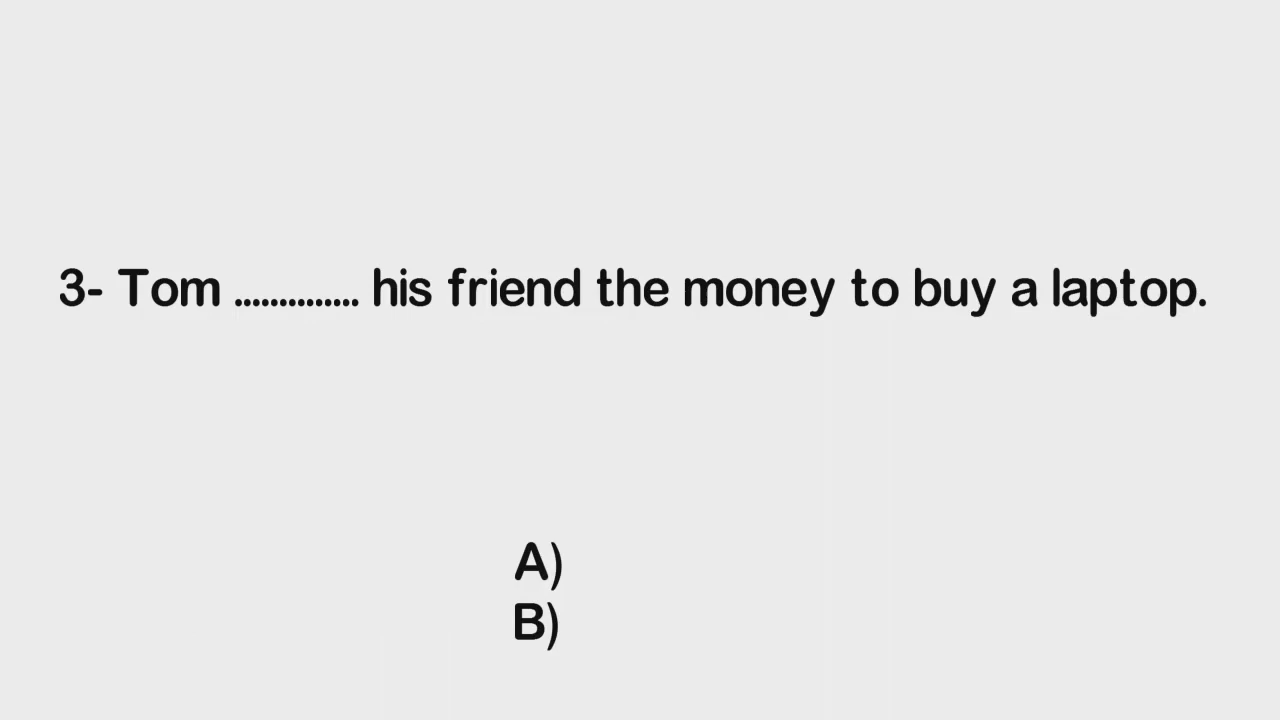 3- Tom .............. his friend the money to buy a laptop.
A)
B)